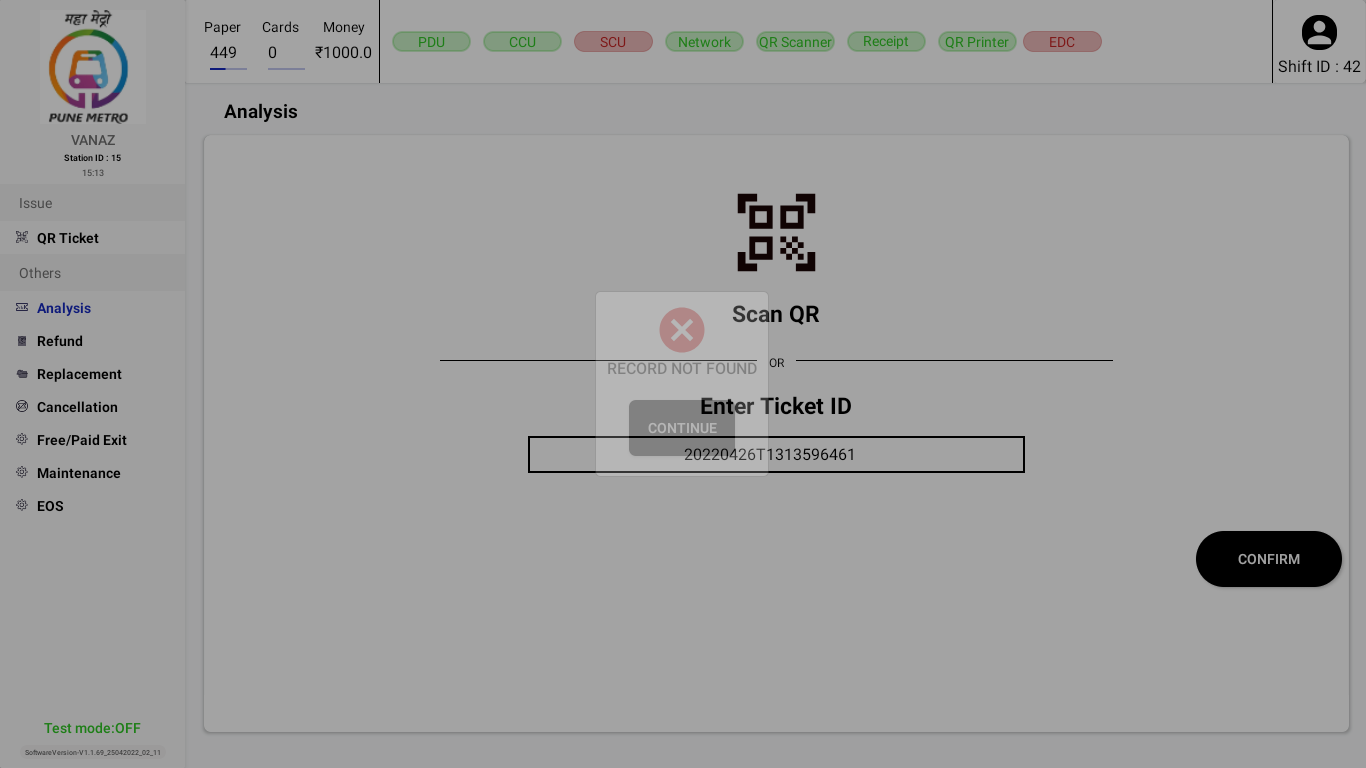 महा मेट्रो
PUNE METRO
VANAZ
Station ID : 15
15:13
Issue
QR Ticket
Others
Analysis
Refund
Replacement
Cancellation
Free/Paid Exit
Maintenance
EOS
Test mode:OFF
SoftwareVersion-V1.1.69_25042022_02_11
Paper Cards Money
449 0 ₹1000.0
PDU CCU SCU Network QR Scanner Receipt QR Printer EDC
Shift ID : 42
Analysis
Scan QR
OR
RECORD NOT FOUND
Enter Ticket ID
CONTINUE
20220426T1313596461
CONFIRM